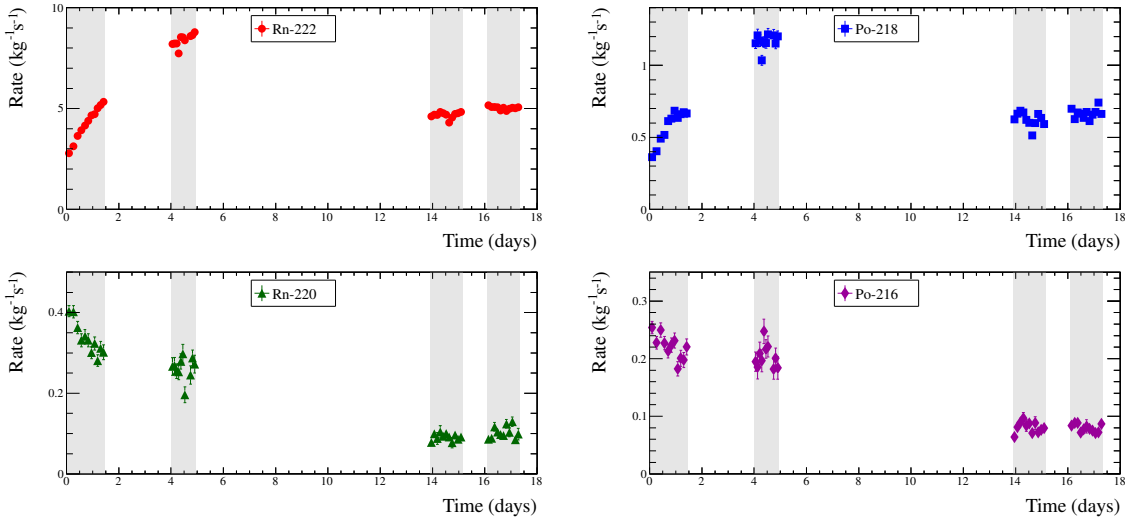 Rate (kg⁻¹s⁻¹)
10
5
0
Rn-222
0 2 4 6 8 10 12 14 16 18
Time (days)
Rate (kg⁻¹s⁻¹)
1
0.5
0
Po-218
0 2 4 6 8 10 12 14 16 18
Time (days)
Rate (kg⁻¹s⁻¹)
0.4
0.2
0
Rn-220
0 2 4 6 8 10 12 14 16 18
Time (days)
Rate (kg⁻¹s⁻¹)
0.3
0.2
0.1
0
Po-216
0 2 4 6 8 10 12 14 16 18
Time (days)